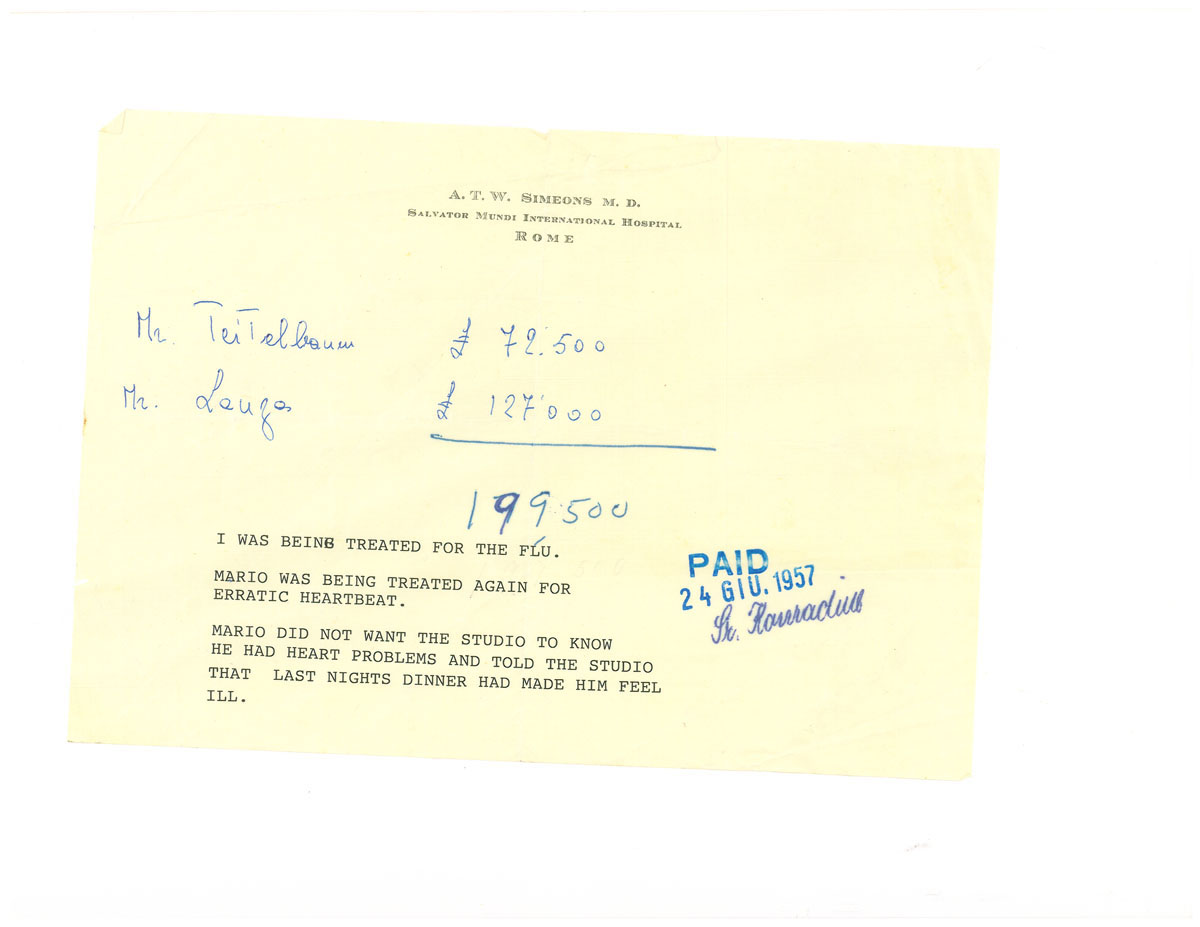 A. T. W. SIMEONS M. D.
SALVATOR MUNDI INTERNATIONAL HOSPITAL
ROME
Mr. Teitelbaum £ 72.500
Mr. Lanza £ 127'000
199.500
I WAS BEING TREATED FOR THE FLU.
MARIO WAS BEING TREATED AGAIN FOR
ERRATIC HEARTBEAT.
PAID
24 GIU. 1957
Sr. Konradina
MARIO DID NOT WANT THE STUDIO TO KNOW
HE HAD HEART PROBLEMS AND TOLD THE STUDIO
THAT LAST NIGHTS DINNER HAD MADE HIM FEEL
ILL.